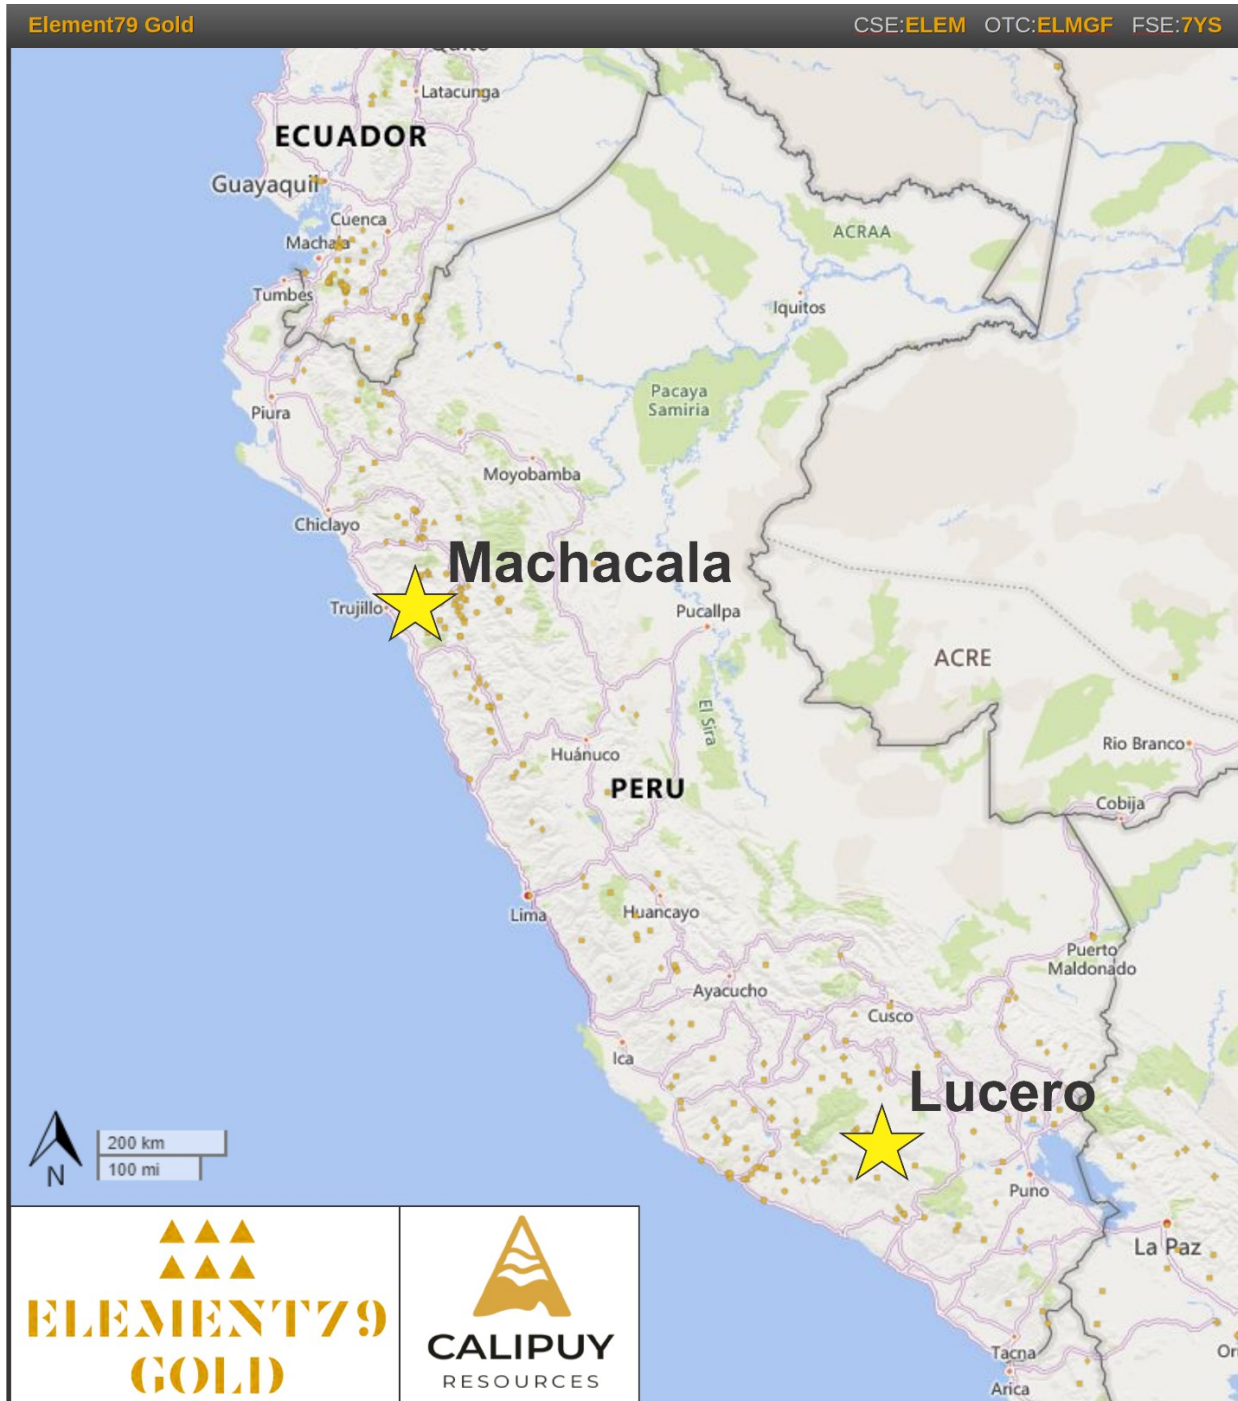 Element79 Gold
CSE:ELEM OTC:ELMGF FSE:7YS
Quito
Latacunga
ECUADOR
Guayaquil
Cuenca
Machala
Tumbes
ACRAA
Iquitos
Piura
Pacaya
Samiria
Moyobamba
Chiclayo
Machacala
Trujillo
Pucallpa
ACRE
El Sira
Rio Branco
Huánuco
PERU
Cobija
Lima
Huancayo
Puerto
Maldonado
Ayacucho
Cusco
Ica
Lucero
200 km
100 mi
N
Puno
La Paz
ELEMENT79
GOLD
CALIPUY
RESOURCES
Tacna
Arica